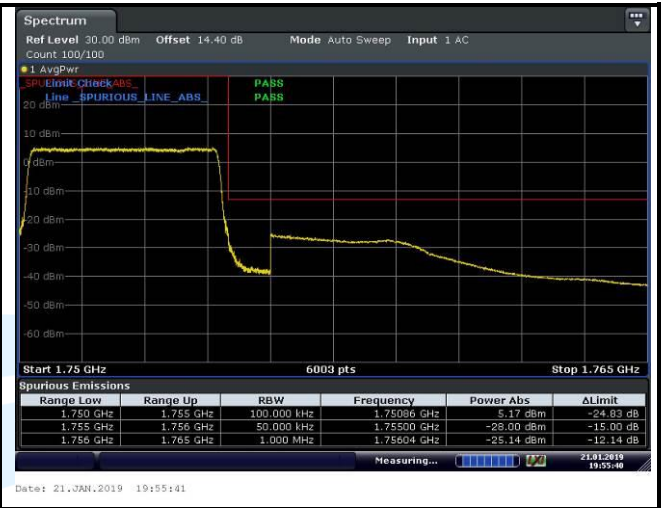 Spectrum
Ref Level 30.00 dBm Offset 14.40 dB Mode Auto Sweep Input 1 AC
Count 100/100
1 AvgPwr
Limit Check PASS
Line _SPURIOUS_LINE_ABS_ PASS
20 dBm
10 dBm
0 dBm
-10 dBm
-20 dBm
-30 dBm
-40 dBm
-50 dBm
-60 dBm
Start 1.75 GHz 6003 pts Stop 1.765 GHz
Spurious Emissions
Range Low Range Up RBW Frequency Power Abs ΔLimit
1.750 GHz 1.755 GHz 100.000 kHz 1.75086 GHz 5.17 dBm -24.83 dB
1.755 GHz 1.756 GHz 50.000 kHz 1.75500 GHz -28.00 dBm -15.00 dB
1.756 GHz 1.765 GHz 1.000 MHz 1.75604 GHz -25.14 dBm -12.14 dB
Measuring... 21.01.2019
19:55:40
Date: 21.JAN.2019 19:55:41